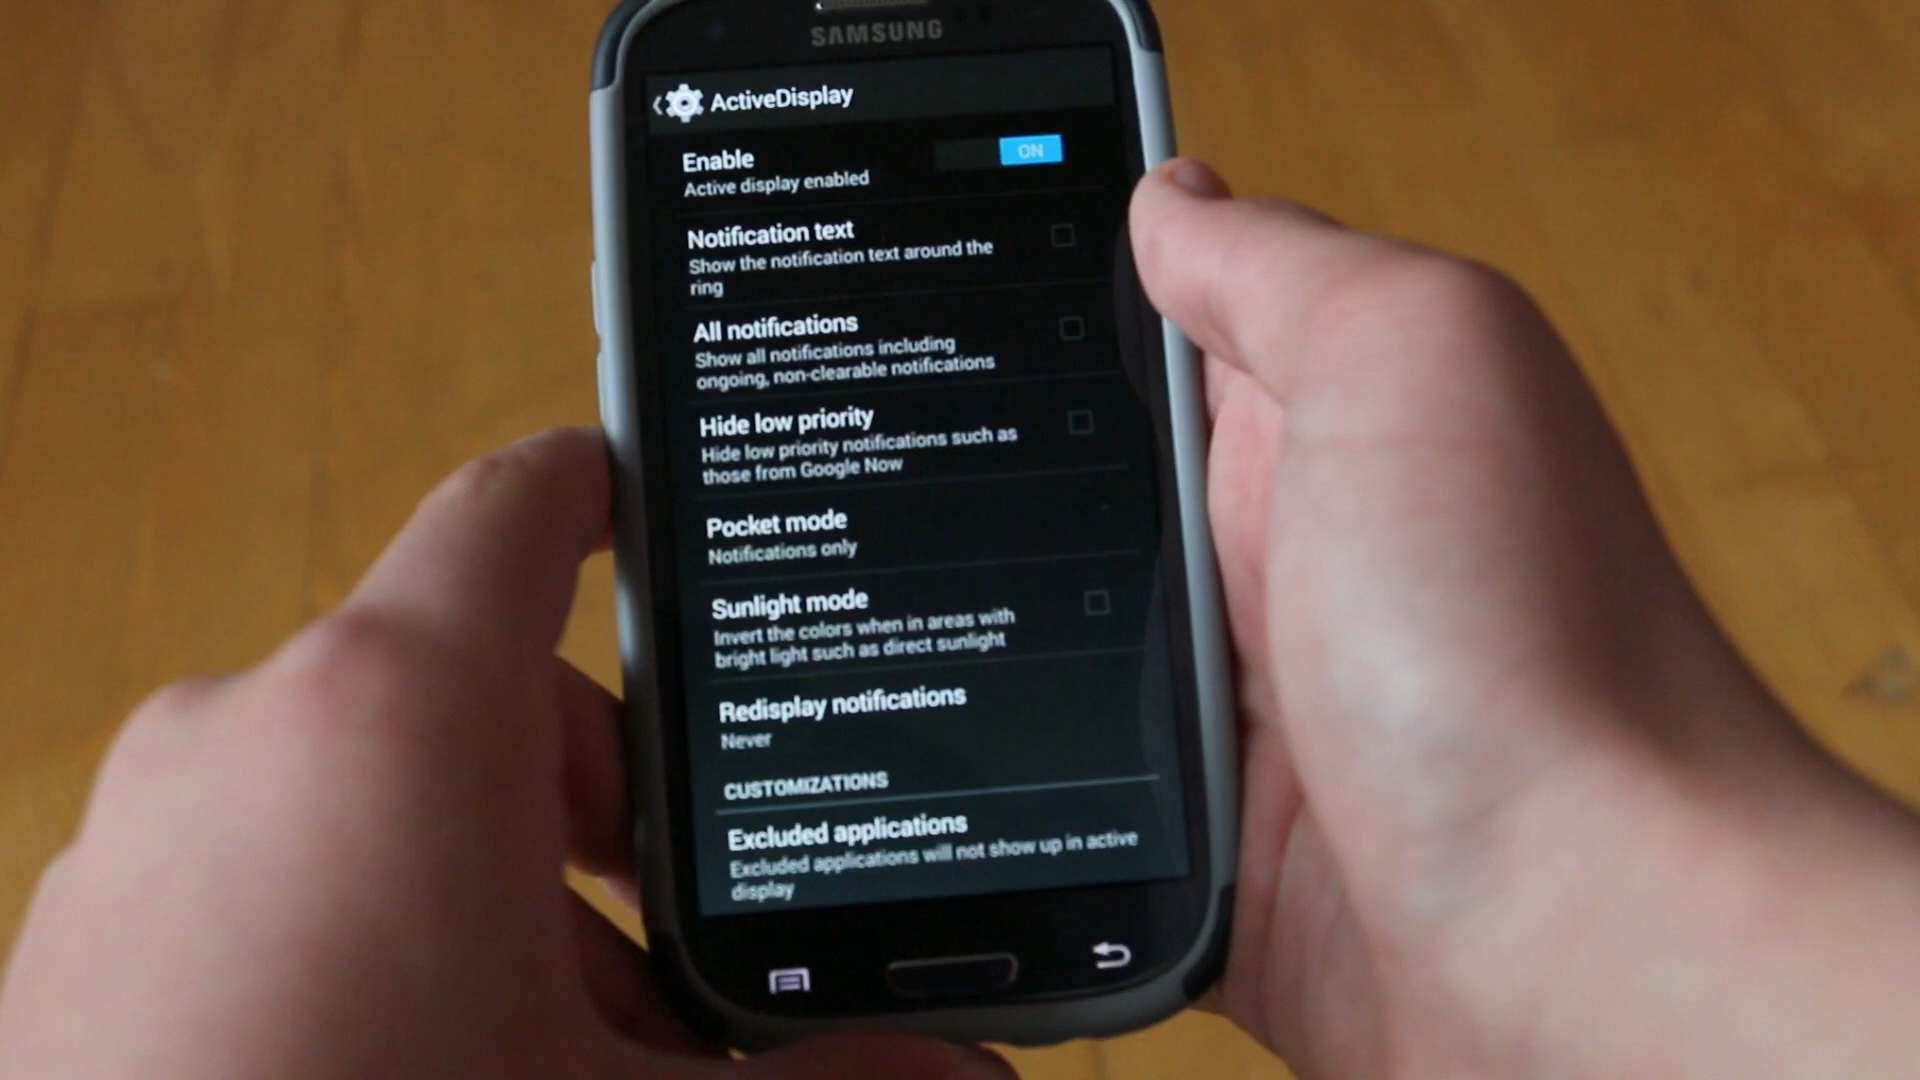 SAMSUNG
ActiveDisplay
Enable
ON
Active display enabled
Notification text
Show the notification text around the
ring
All notifications
Show all notifications including
ongoing, non-clearable notifications
Hide low priority
Hide low priority notifications such as
those from Google Now
Pocket mode
Notifications only
Sunlight mode
Invert the colors when in areas with
bright light such as direct sunlight
Redisplay notifications
Never
CUSTOMIZATIONS
Excluded applications
Excluded applications will not show up in active
display